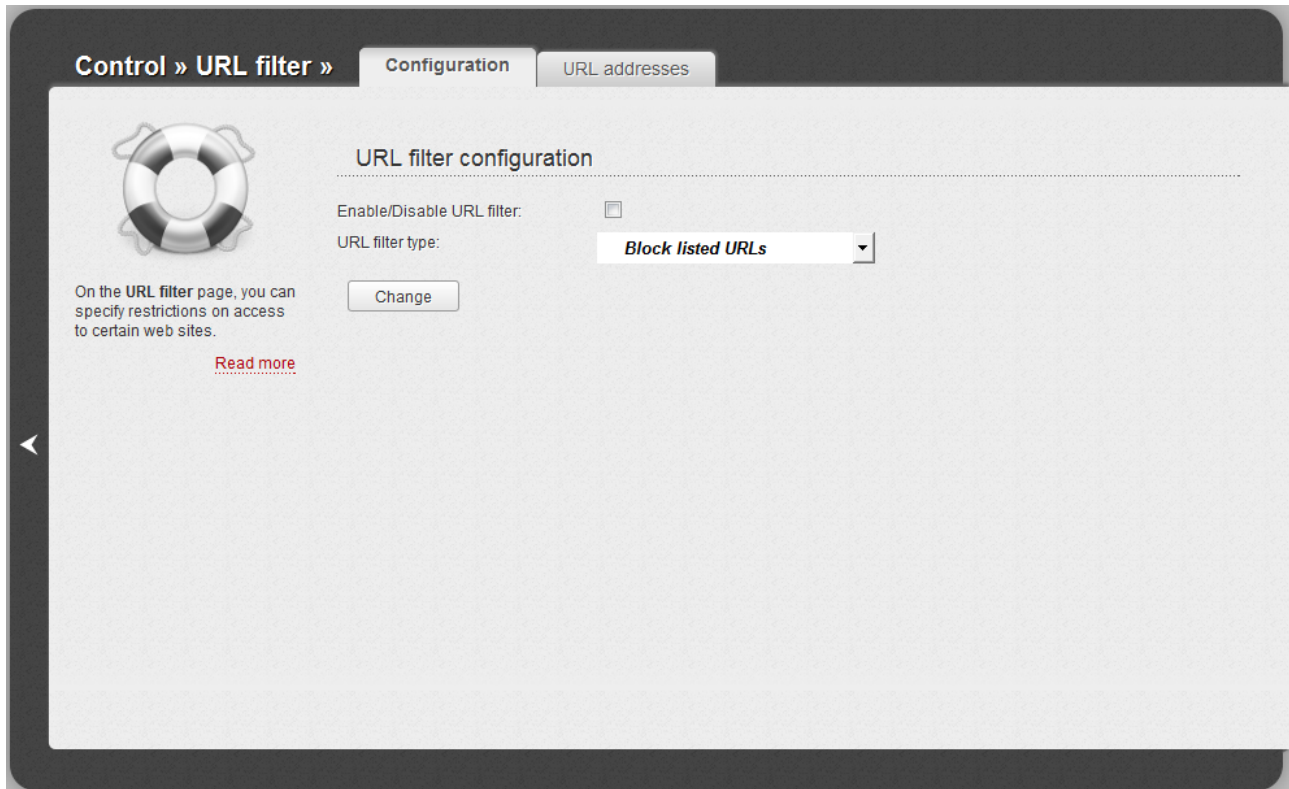 Control » URL filter »
Configuration
URL addresses
URL filter configuration
Enable/Disable URL filter:
URL filter type:
Block listed URLs
Change
On the URL filter page, you can
specify restrictions on access
to certain web sites.
Read more